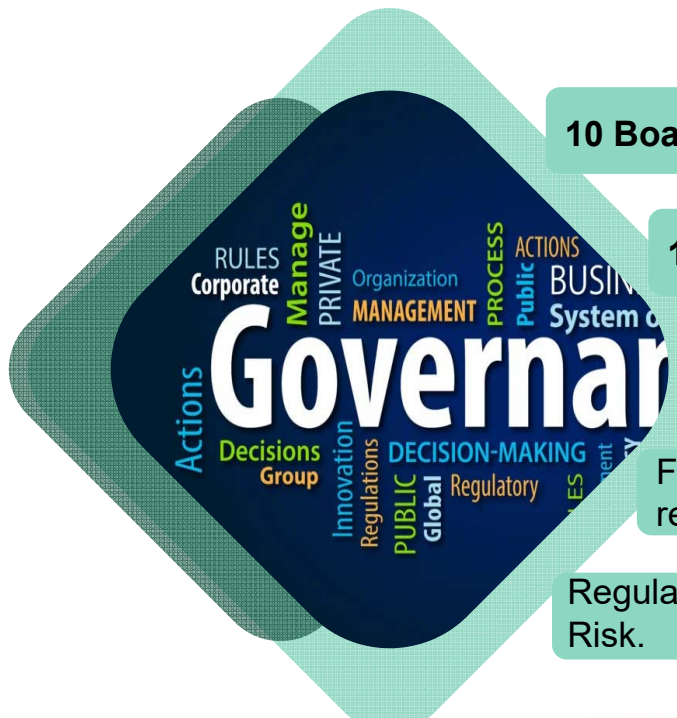 10 Boa
1
RULES
Corporate
Manage
PRIVATE
Organization
MANAGEMENT
PROCESS
ACTIONS
Public
BUSIN
System o
Governan
Actions
Decisions
Group
Innovation
Regulations
DECISION-MAKING
PUBLIC
Global
Regulatory
F
re
Regula
Risk.